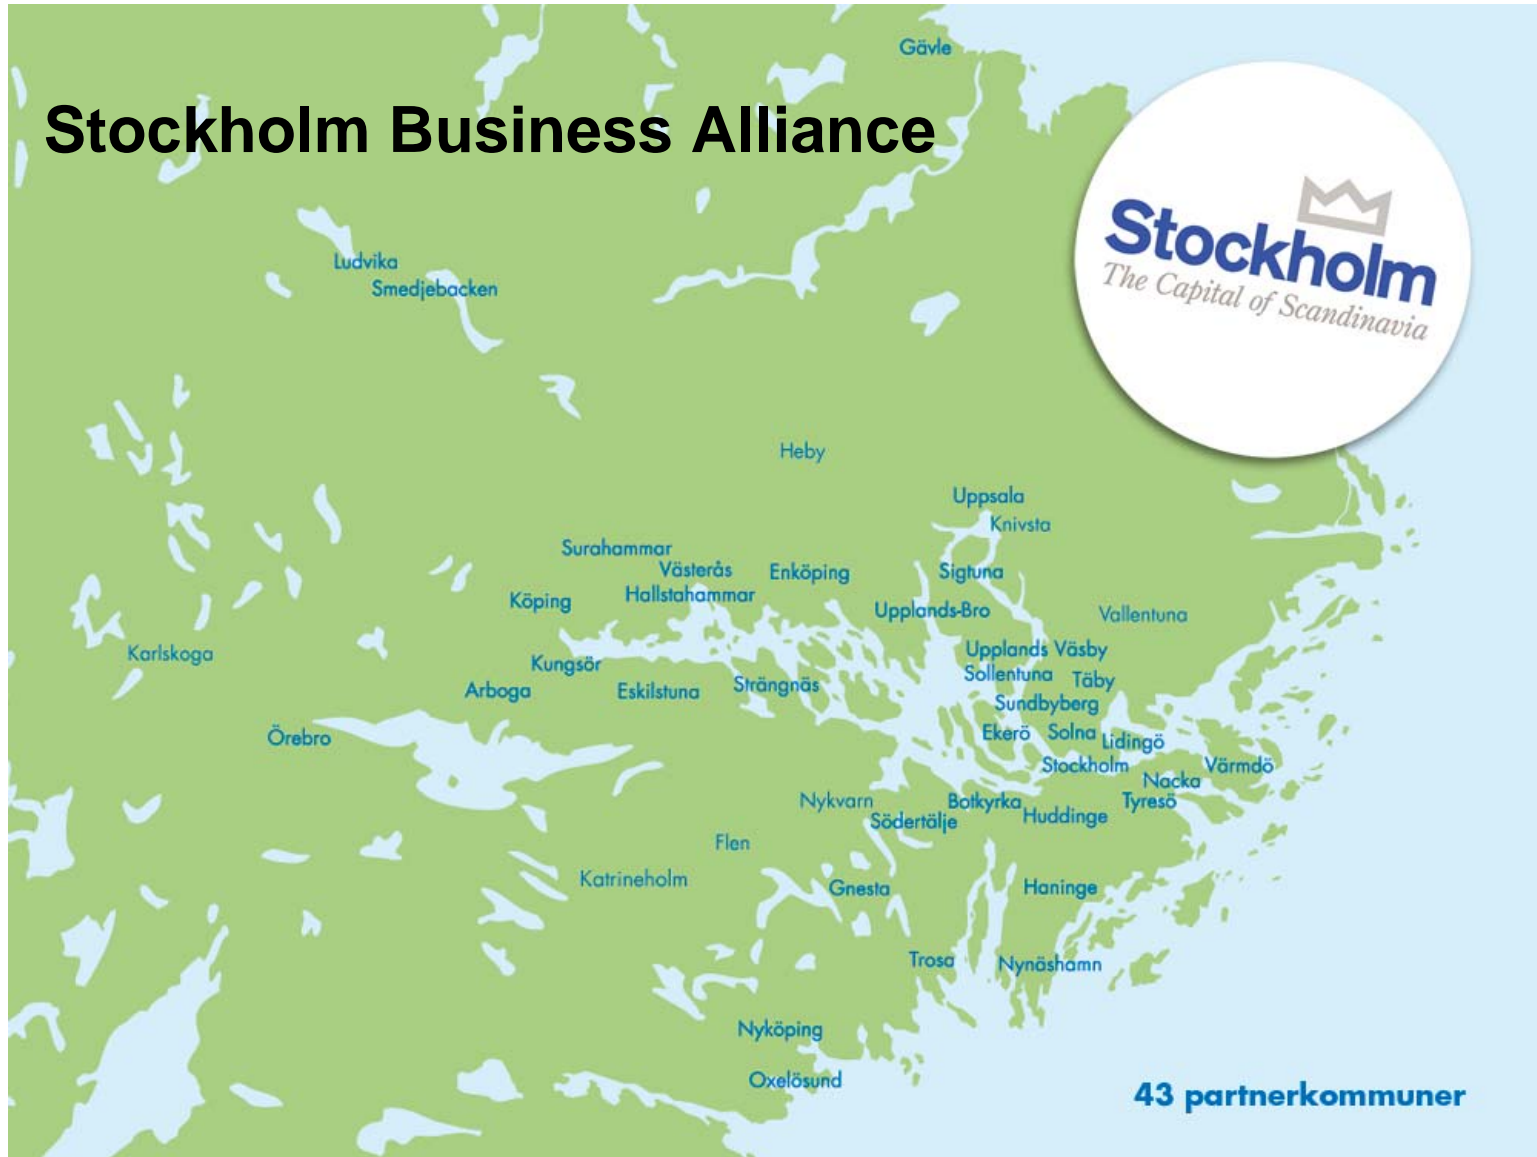 Gävle
Stockholm Business Alliance
Stockholm
The Capital of Scandinavia
Ludvika
Smedjebacken
Heby
Uppsala
Knivsta
Surahammar
Västerås
Enköping
Sigtuna
Hallstahammar
Köping
Upplands-Bro
Vallentuna
Karlskoga
Upplands Väsby
Kungsör
Sollentuna
Täby
Arboga
Eskilstuna
Strängnäs
Sundbyberg
Örebro
Ekerö
Solna
Lidingö
Stockholm
Värmdö
Nacka
Nykvarn
Botkyrka
Tyresö
Södertälje
Huddinge
Flen
Katrineholm
Gnesta
Haninge
Trosa
Nynäshamn
Nyköping
Oxelösund
43 partnerkommuner